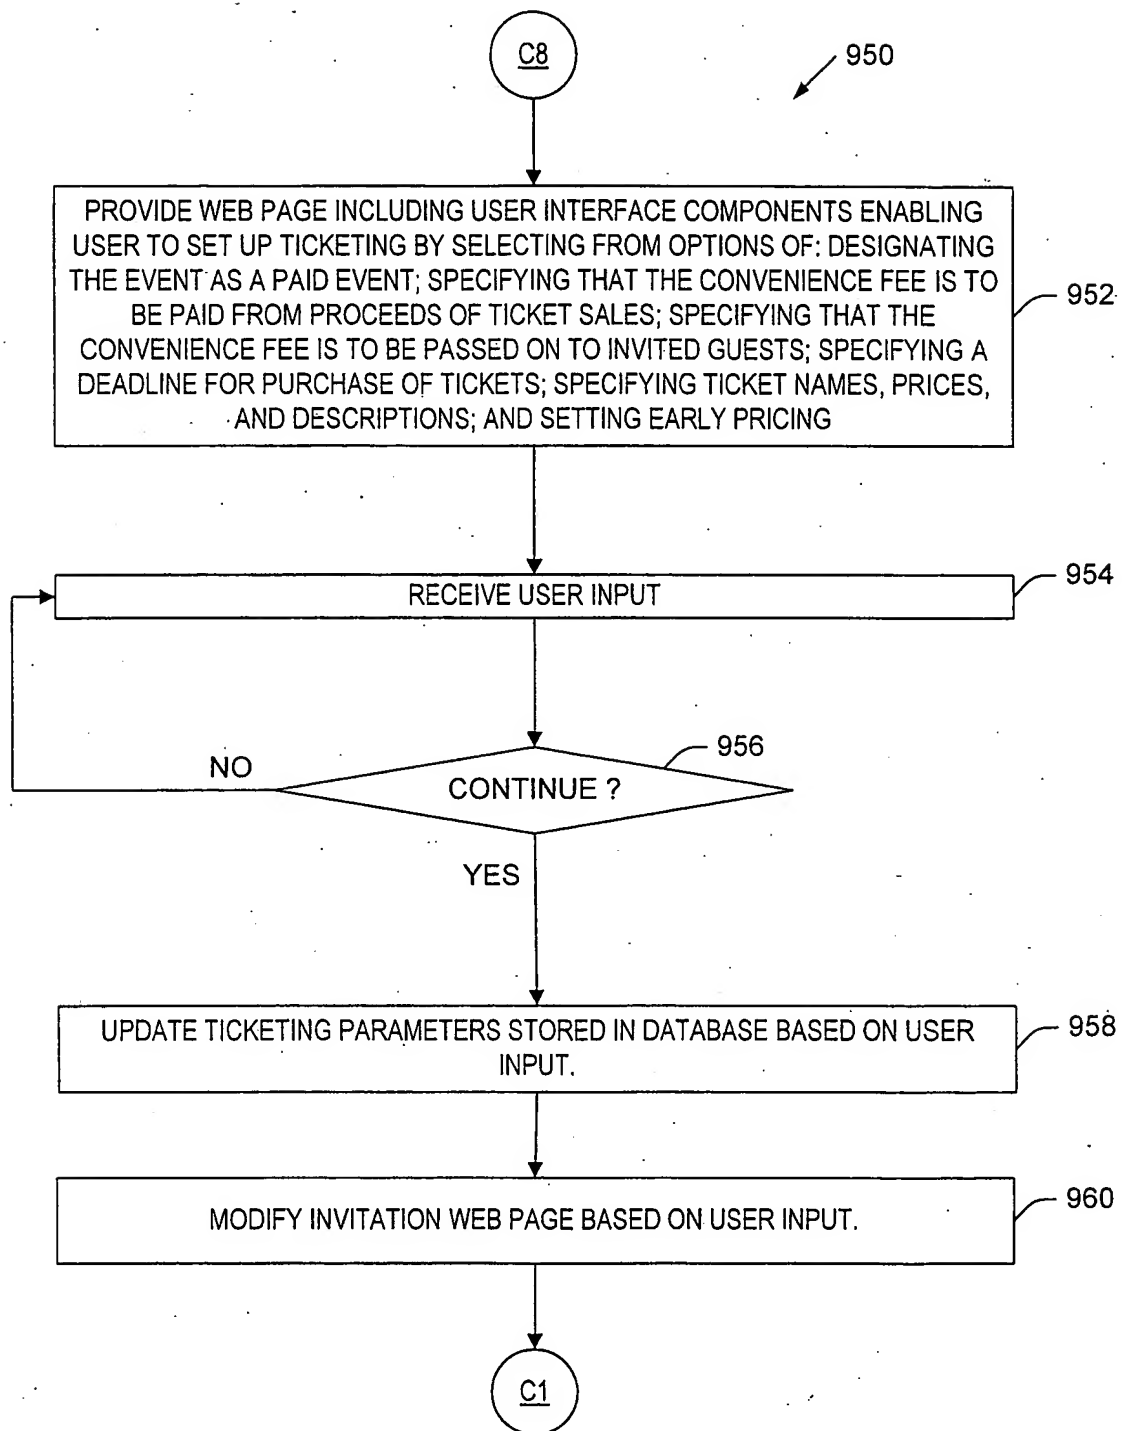 C8
950
PROVIDE WEB PAGE INCLUDING USER INTERFACE COMPONENTS ENABLING
USER TO SET UP TICKETING BY SELECTING FROM OPTIONS OF: DESIGNATING
THE EVENT AS A PAID EVENT; SPECIFYING THAT THE CONVENIENCE FEE IS TO
BE PAID FROM PROCEEDS OF TICKET SALES; SPECIFYING THAT THE
CONVENIENCE FEE IS TO BE PASSED ON TO INVITED GUESTS; SPECIFYING A
DEADLINE FOR PURCHASE OF TICKETS; SPECIFYING TICKET NAMES, PRICES,
AND DESCRIPTIONS; AND SETTING EARLY PRICING
952
RECEIVE USER INPUT
954
956
NO
CONTINUE ?
YES
UPDATE TICKETING PARAMETERS STORED IN DATABASE BASED ON USER
INPUT.
958
MODIFY INVITATION WEB PAGE BASED ON USER INPUT.
960
C1